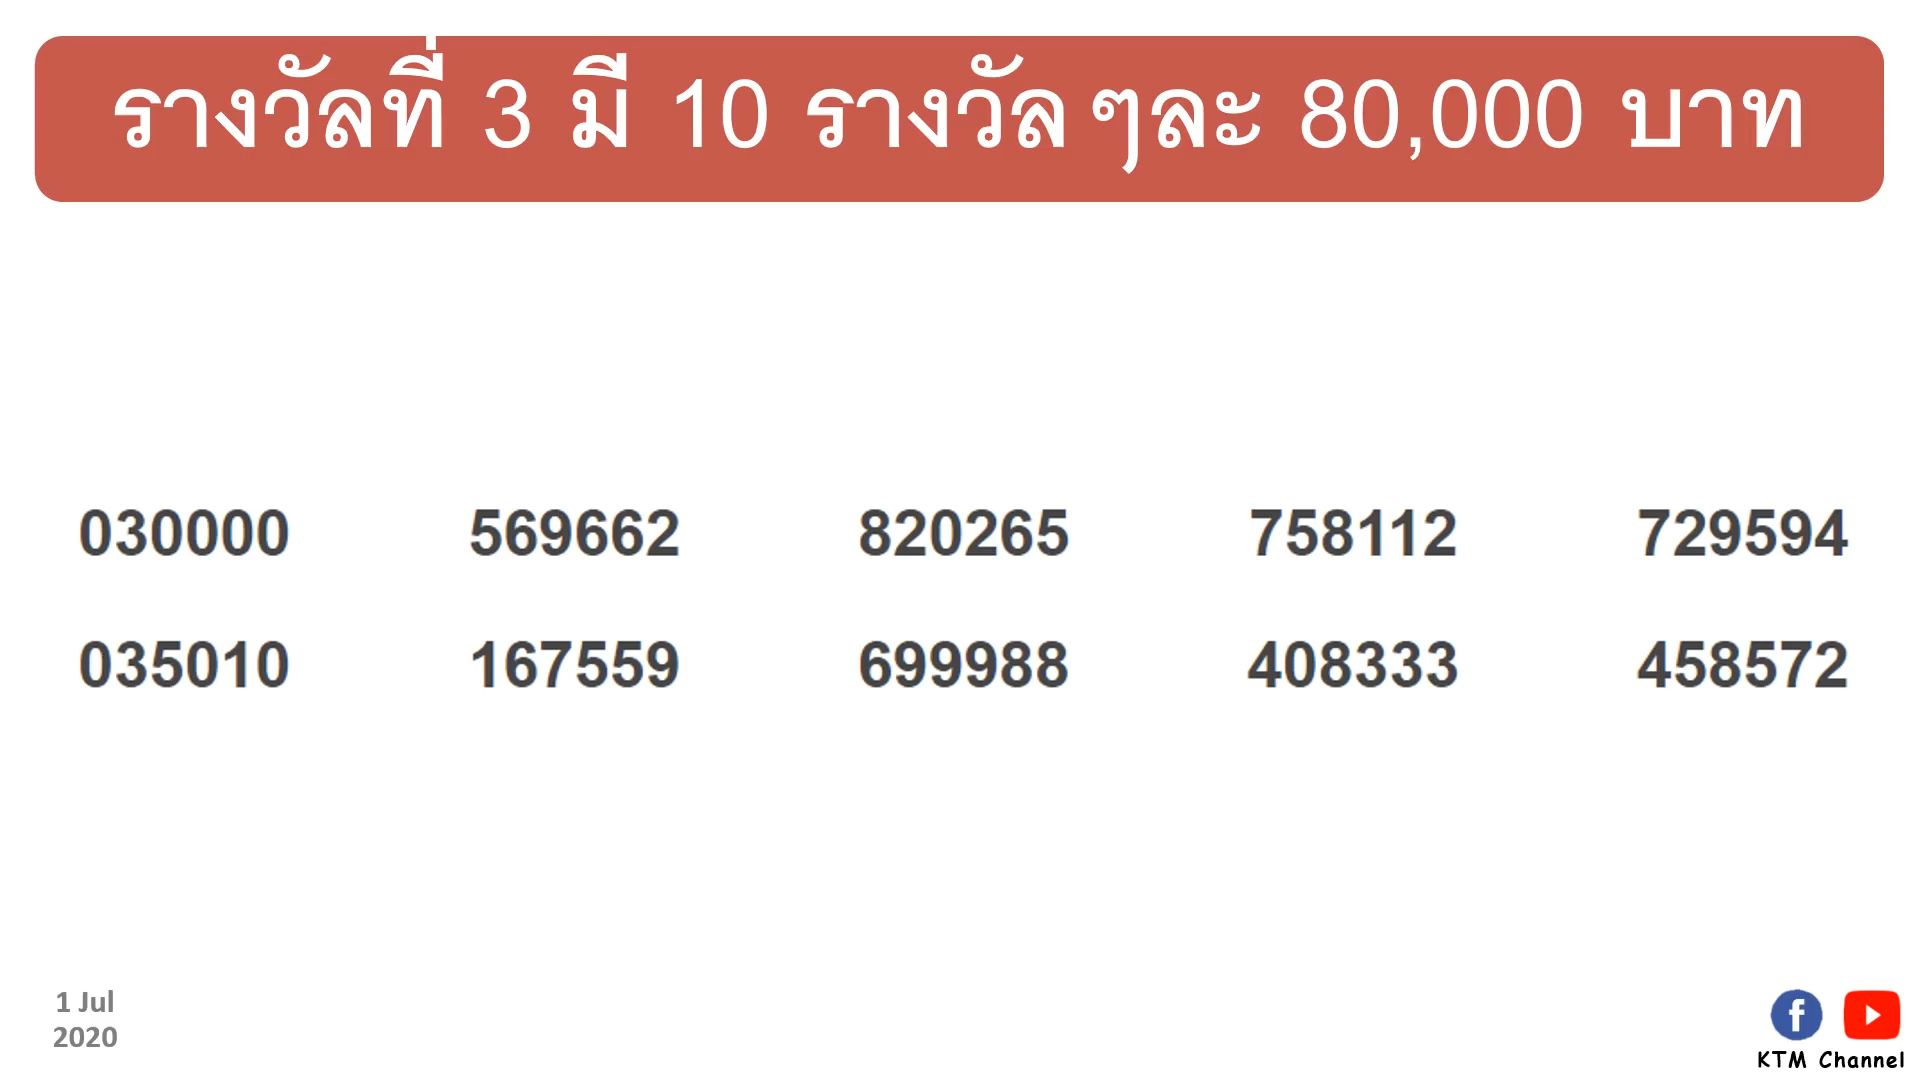 รางวัลที่ 3 มี 10 รางวัล ๆละ 80,000 บาท
030000 569662 820265 758112 729594
035010 167559 699988 408333 458572
1 Jul
2020
KTM Channel